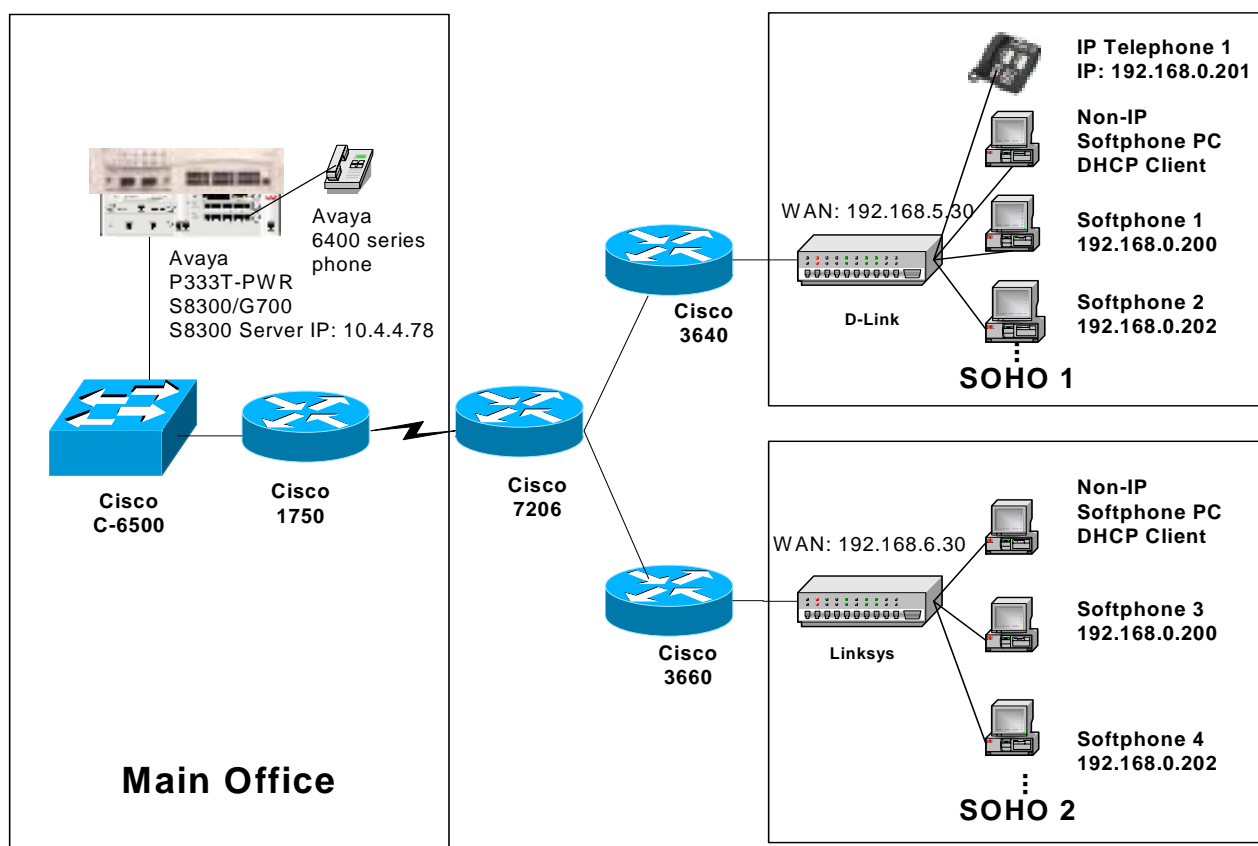 Avaya
6400 series
phone
Avaya
P333T-PWR
S8300/G700
S8300 Server IP: 10.4.4.78
Cisco
C-6500
Cisco
1750
Main Office
Cisco
7206
Cisco
3640
Cisco
3660
WAN: 192.168.5.30
D-Link
IP Telephone 1
IP: 192.168.0.201
Non-IP
Softphone PC
DHCP Client
Softphone 1
192.168.0.200
Softphone 2
192.168.0.202
SOHO 1
WAN: 192.168.6.30
Linksys
Non-IP
Softphone PC
DHCP Client
Softphone 3
192.168.0.200
Softphone 4
192.168.0.202
SOHO 2